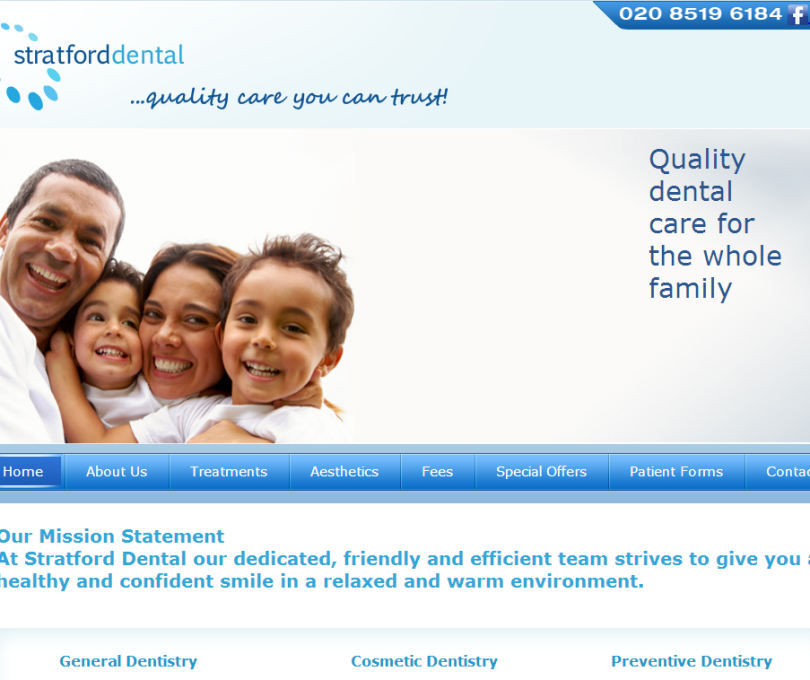 020 8519 6184
stratforddental
...quality care you can trust!
Quality
dental
care for
the whole
family
Home About Us Treatments Aesthetics Fees Special Offers Patient Forms Contac
Our Mission Statement
At Stratford Dental our dedicated, friendly and efficient team strives to give you a
healthy and confident smile in a relaxed and warm environment.
General Dentistry Cosmetic Dentistry Preventive Dentistry